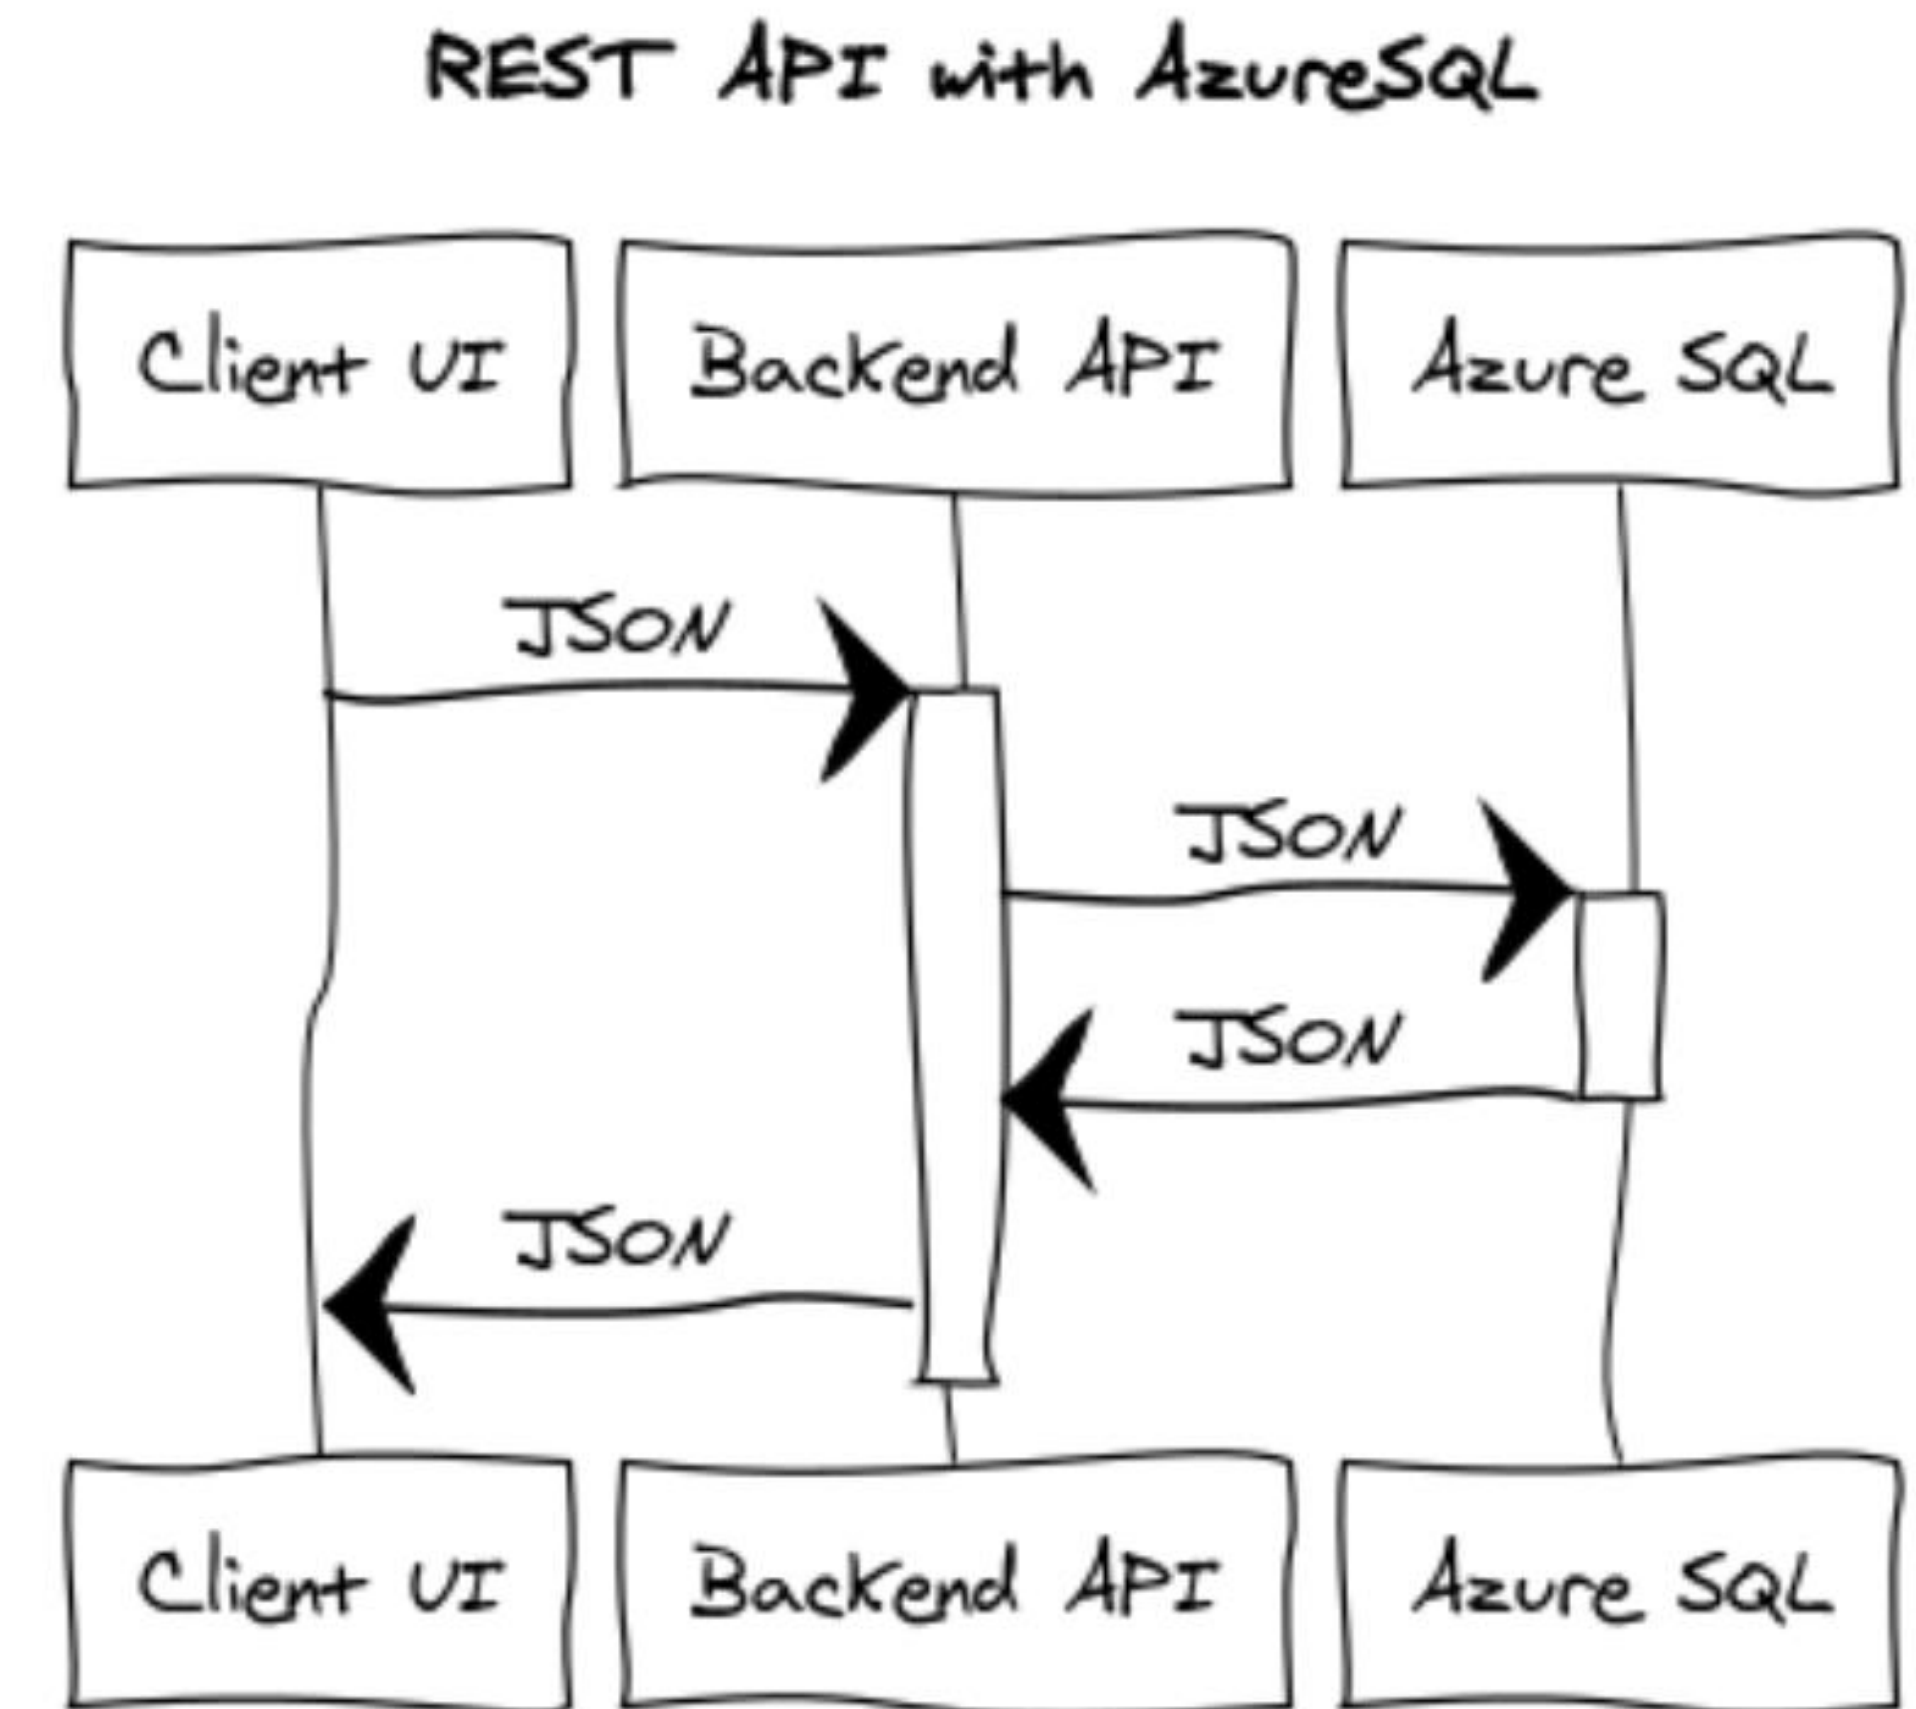 REST API with AzureSQL
Client UI
Backend API
Azure SQL
JSON
JSON
JSON
JSON
Client UI
Backend API
Azure SQL